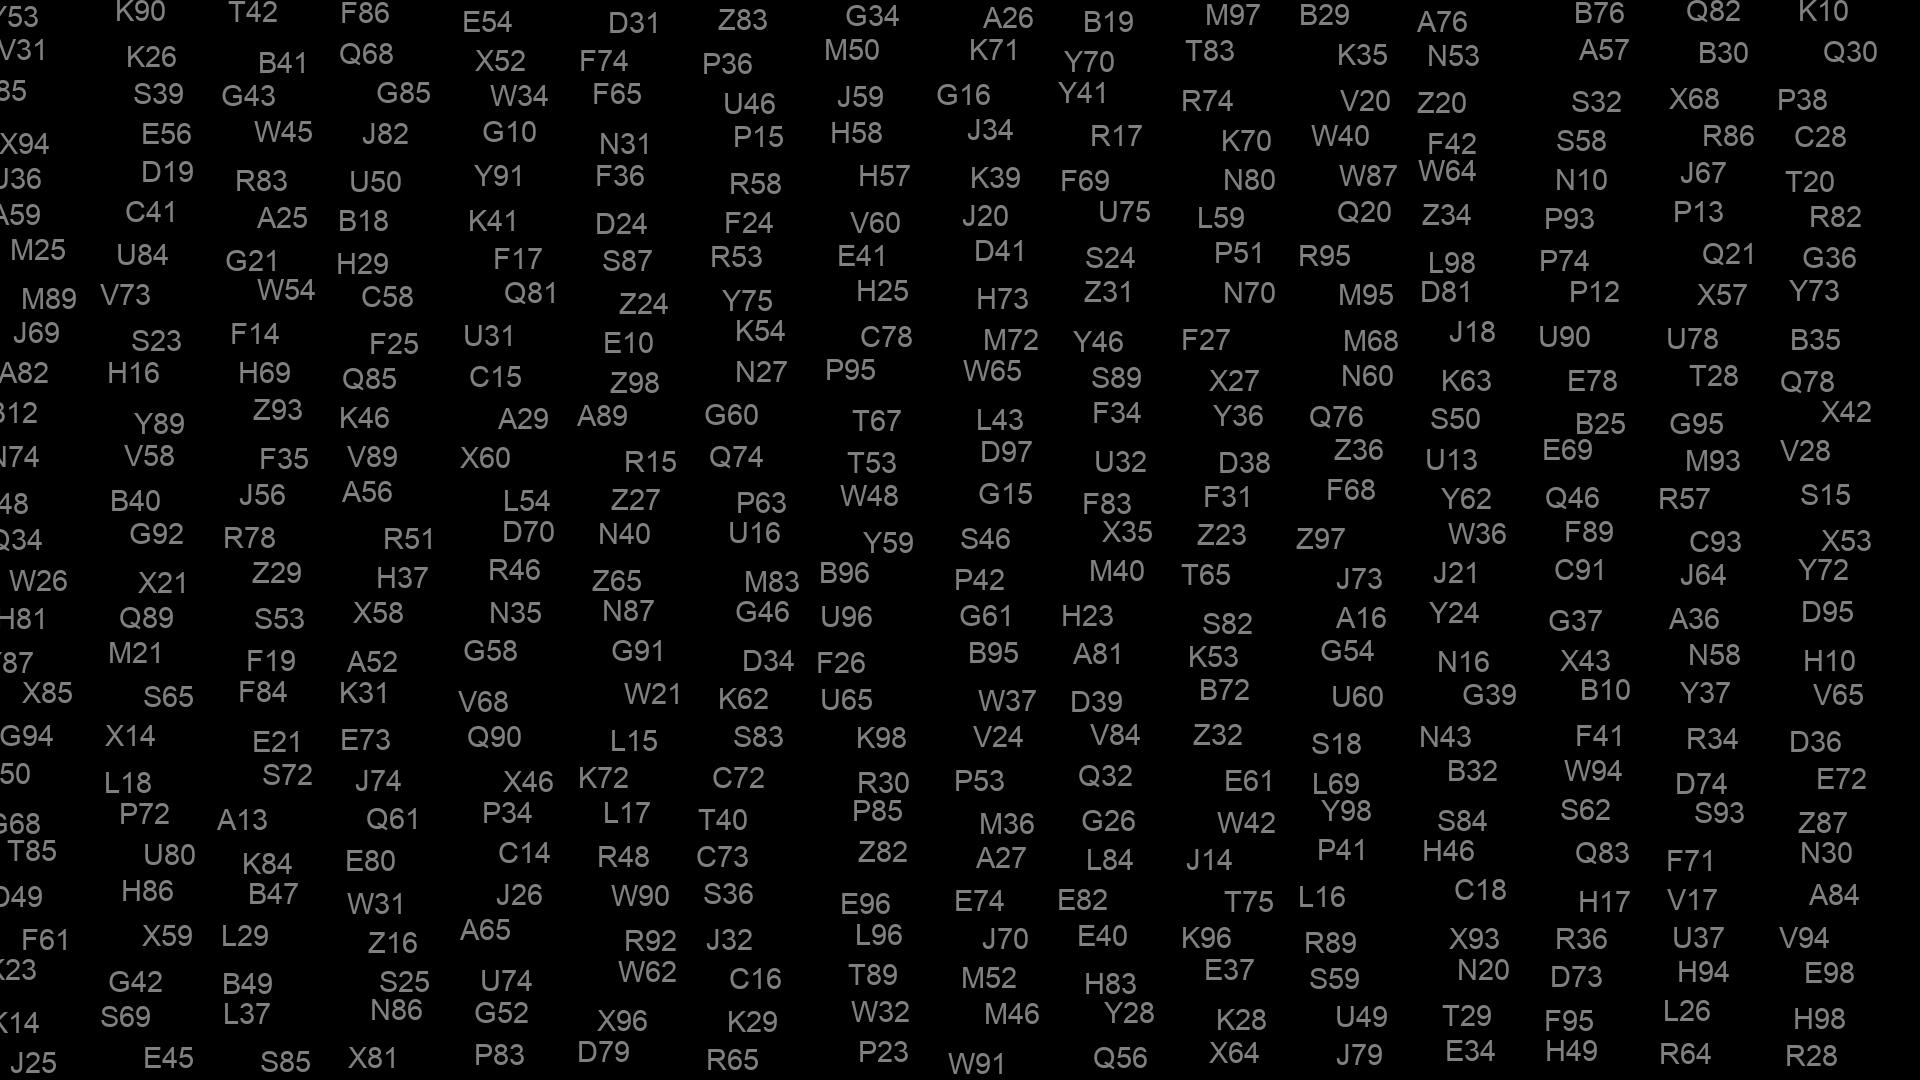 Y53 K90 T42 F86 E54 D31 Z83 G34 A26 B19 M97 B29 A76 B76 Q82 K10
V31 K26 B41 Q68 X52 F74 P36 M50 K71 Y70 T83 K35 N53 A57 B30 Q30
85 S39 G43 G85 W34 F65 U46 J59 G16 Y41 R74 V20 Z20 S32 X68 P38
X94 E56 W45 J82 G10 N31 P15 H58 J34 R17 K70 W40 F42 S58 R86 C28
U36 D19 R83 U50 Y91 F36 R58 H57 K39 F69 N80 W87 W64 N10 J67 T20
A59 C41 A25 B18 K41 D24 F24 V60 J20 U75 L59 Q20 Z34 P93 P13 R82
M25 U84 G21 H29 F17 S87 R53 E41 D41 S24 P51 R95 L98 P74 Q21 G36
M89 V73 W54 C58 Q81 Z24 Y75 H25 H73 Z31 N70 M95 D81 P12 X57 Y73
J69 S23 F14 F25 U31 E10 K54 C78 M72 Y46 F27 M68 J18 U90 U78 B35
A82 H16 H69 Q85 C15 Z98 N27 P95 W65 S89 X27 N60 K63 E78 T28 Q78
B12 Y89 Z93 K46 A29 A89 G60 T67 L43 F34 Y36 Q76 S50 B25 G95 X42
N74 V58 F35 V89 X60 R15 Q74 T53 D97 U32 D38 Z36 U13 E69 M93 V28
48 B40 J56 A56 L54 Z27 P63 W48 G15 F83 F31 F68 Y62 Q46 R57 S15
Q34 G92 R78 R51 D70 N40 U16 Y59 S46 X35 Z23 Z97 W36 F89 C93 X53
W26 X21 Z29 H37 R46 Z65 M83 B96 P42 M40 T65 J73 J21 C91 J64 Y72
H81 Q89 S53 X58 N35 N87 G46 U96 G61 H23 S82 A16 Y24 G37 A36 D95
87 M21 F19 A52 G58 G91 D34 F26 B95 A81 K53 G54 N16 X43 N58 H10
X85 S65 F84 K31 V68 W21 K62 U65 W37 D39 B72 U60 G39 B10 Y37 V65
G94 X14 E21 E73 Q90 L15 S83 K98 V24 V84 Z32 S18 N43 F41 R34 D36
50 L18 S72 J74 X46 K72 C72 R30 P53 Q32 E61 L69 B32 W94 D74 E72
G68 P72 A13 Q61 P34 L17 T40 P85 M36 G26 W42 Y98 S84 S62 S93 Z87
T85 U80 K84 E80 C14 R48 C73 Z82 A27 L84 J14 P41 H46 Q83 F71 N30
D49 H86 B47 W31 J26 W90 S36 E96 E74 E82 T75 L16 C18 H17 V17 A84
F61 X59 L29 Z16 A65 R92 J32 L96 J70 E40 K96 R89 X93 R36 U37 V94
K23 G42 B49 S25 U74 W62 C16 T89 M52 H83 E37 S59 N20 D73 H94 E98
K14 S69 L37 N86 G52 X96 K29 W32 M46 Y28 K28 U49 T29 F95 L26 H98
J25 E45 S85 X81 P83 D79 R65 P23 W91 Q56 X64 J79 E34 H49 R64 R28